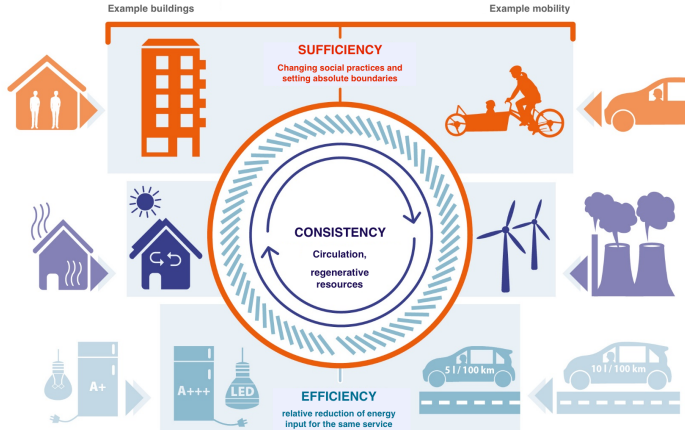 Example buildings
Example mobility
SUFFICIENCY
Changing social practices and
setting absolute boundaries
CONSISTENCY
Circulation,
regenerative
resources
A+
A+++
LED
5 l / 100 km
10 l / 100 km
EFFICIENCY
relative reduction of energy
input for the same service